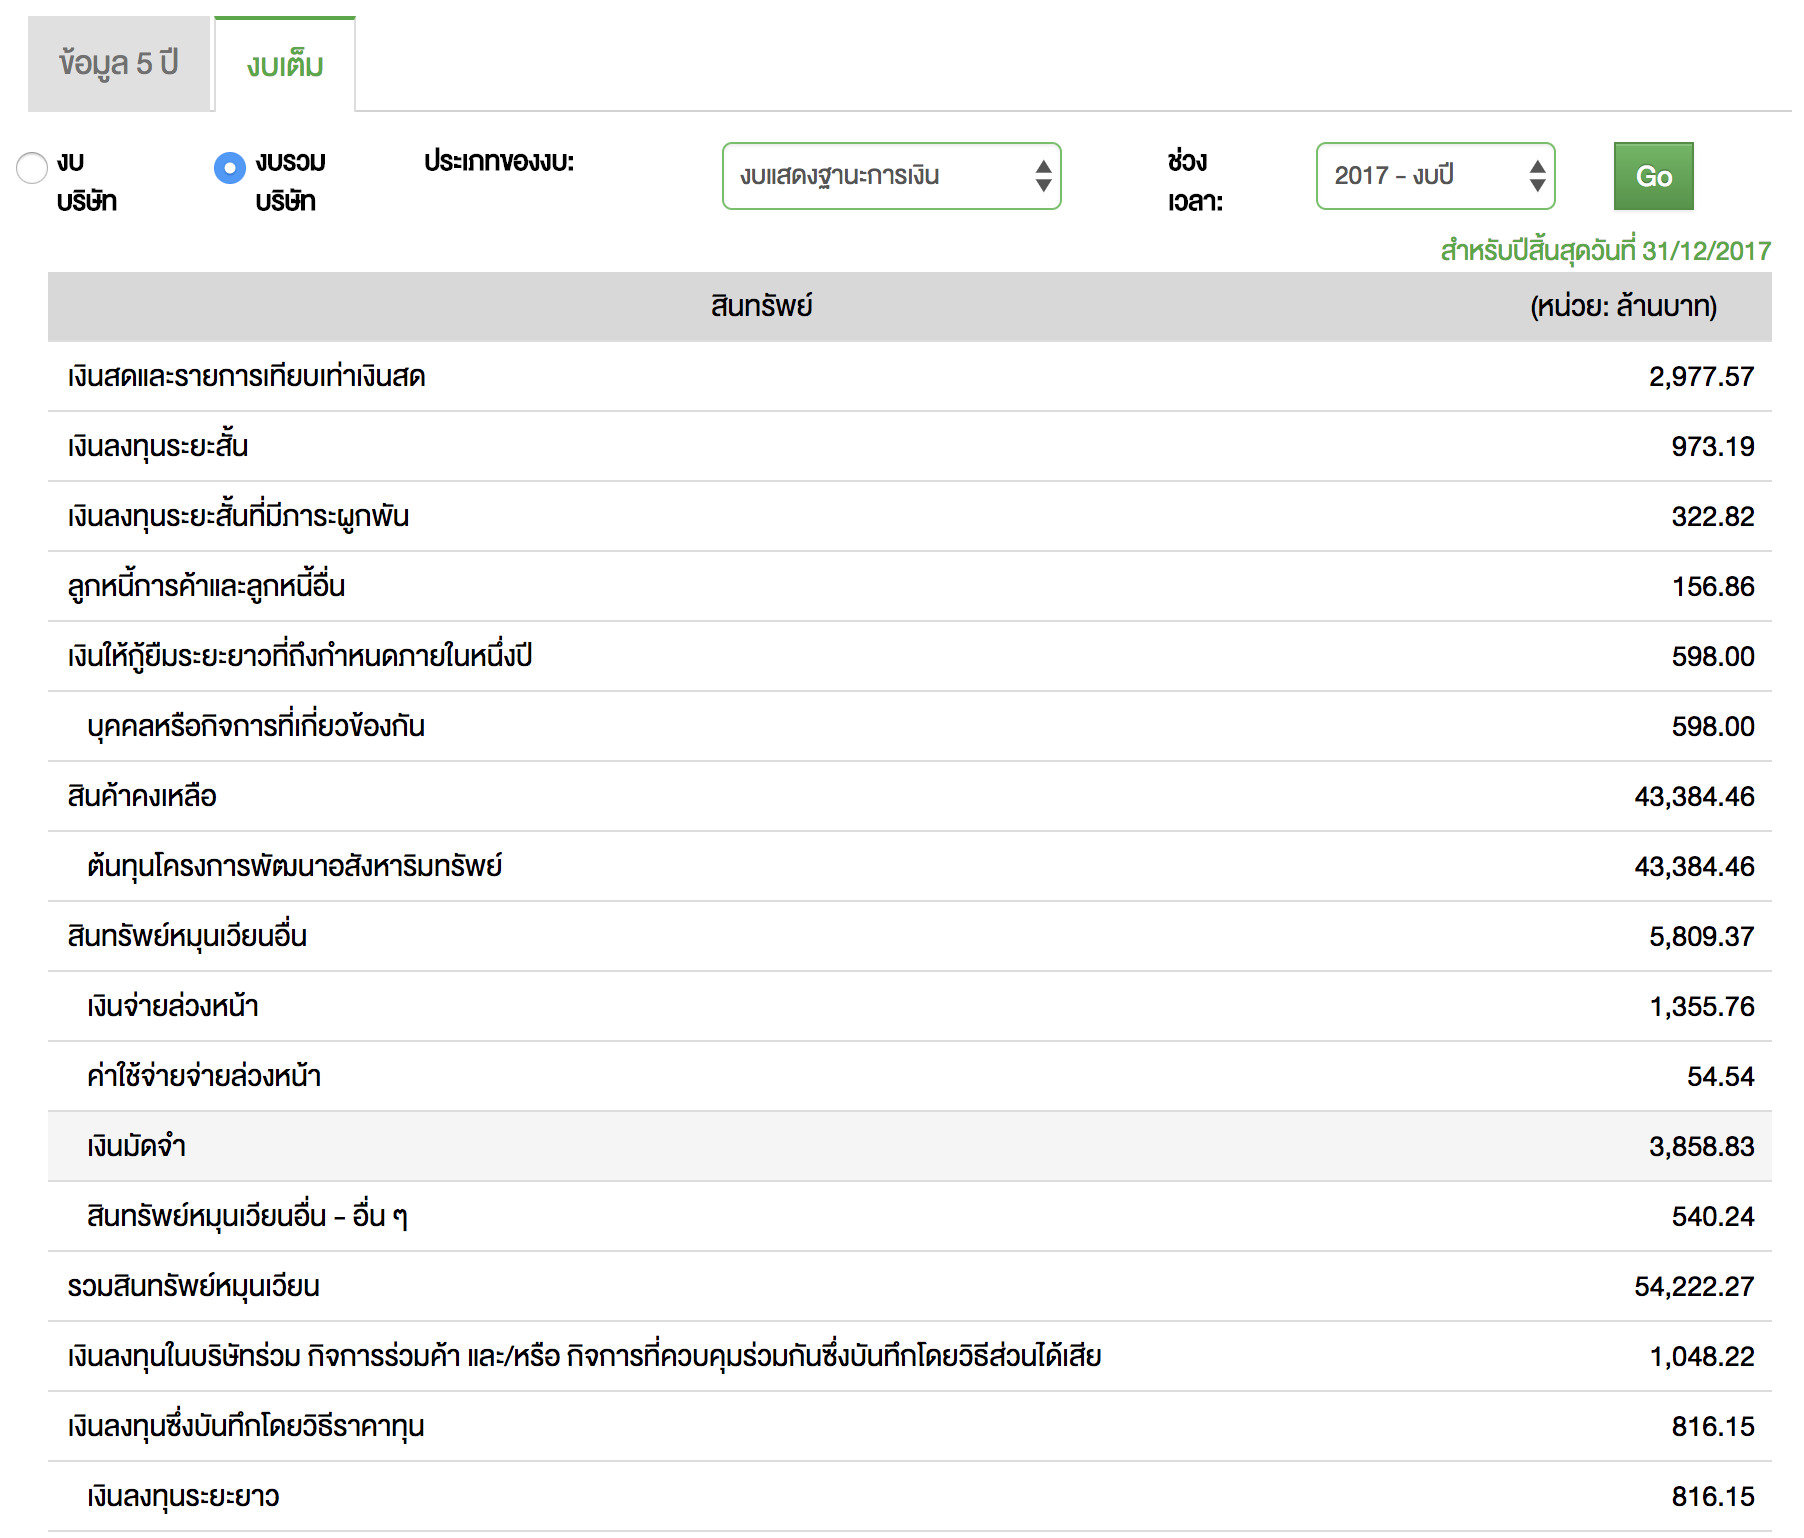 ข้อมูล 5 ปี
งบเต็ม
งบ
บริษัท
งบรวม
บริษัท
ประเภทของงบ:
งบแสดงฐานะการเงิน
ช่วง
เวลา:
2017 - งบปี
Go
สำหรับปีสิ้นสุดวันที่ 31/12/2017
สินทรัพย์ (หน่วย: ล้านบาท)
เงินสดและรายการเทียบเท่าเงินสด 2,977.57
เงินลงทุนระยะสั้น 973.19
เงินลงทุนระยะสั้นที่มีภาระผูกพัน 322.82
ลูกหนี้การค้าและลูกหนี้อื่น 156.86
เงินให้กู้ยืมระยะยาวที่ถึงกำหนดภายในหนึ่งปี 598.00
บุคคลหรือกิจการที่เกี่ยวข้องกัน 598.00
สินค้าคงเหลือ 43,384.46
ต้นทุนโครงการพัฒนาอสังหาริมทรัพย์ 43,384.46
สินทรัพย์หมุนเวียนอื่น 5,809.37
เงินจ่ายล่วงหน้า 1,355.76
ค่าใช้จ่ายจ่ายล่วงหน้า 54.54
เงินมัดจำ 3,858.83
สินทรัพย์หมุนเวียนอื่น - อื่น ๆ 540.24
รวมสินทรัพย์หมุนเวียน 54,222.27
เงินลงทุนในบริษัทร่วม กิจการร่วมค้า และ/หรือ กิจการที่ควบคุมร่วมกันซึ่งบันทึกโดยวิธีส่วนได้เสีย 1,048.22
เงินลงทุนซึ่งบันทึกโดยวิธีราคาทุน 816.15
เงินลงทุนระยะยาว 816.15